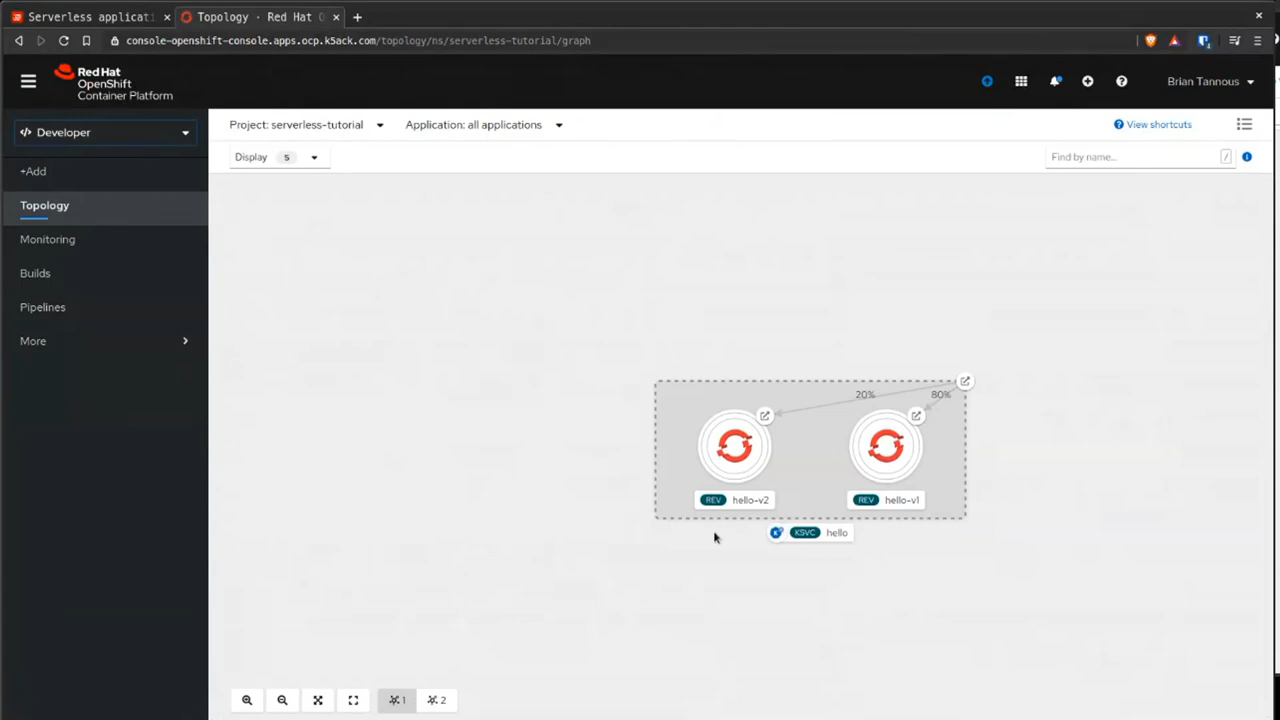 Serverless applicati
Topology · Red Hat O
console-openshift-console.apps.ocp.k5ack.com/topology/ns/serverless-tutorial/graph
Red Hat
OpenShift
Container Platform
Brian Tannous
Developer
Project: serverless-tutorial
Application: all applications
View shortcuts
Display 5
Find by name...
/
+Add
Topology
Monitoring
Builds
Pipelines
More
20%
80%
REV hello-v2
REV hello-v1
KSVC hello
1
2